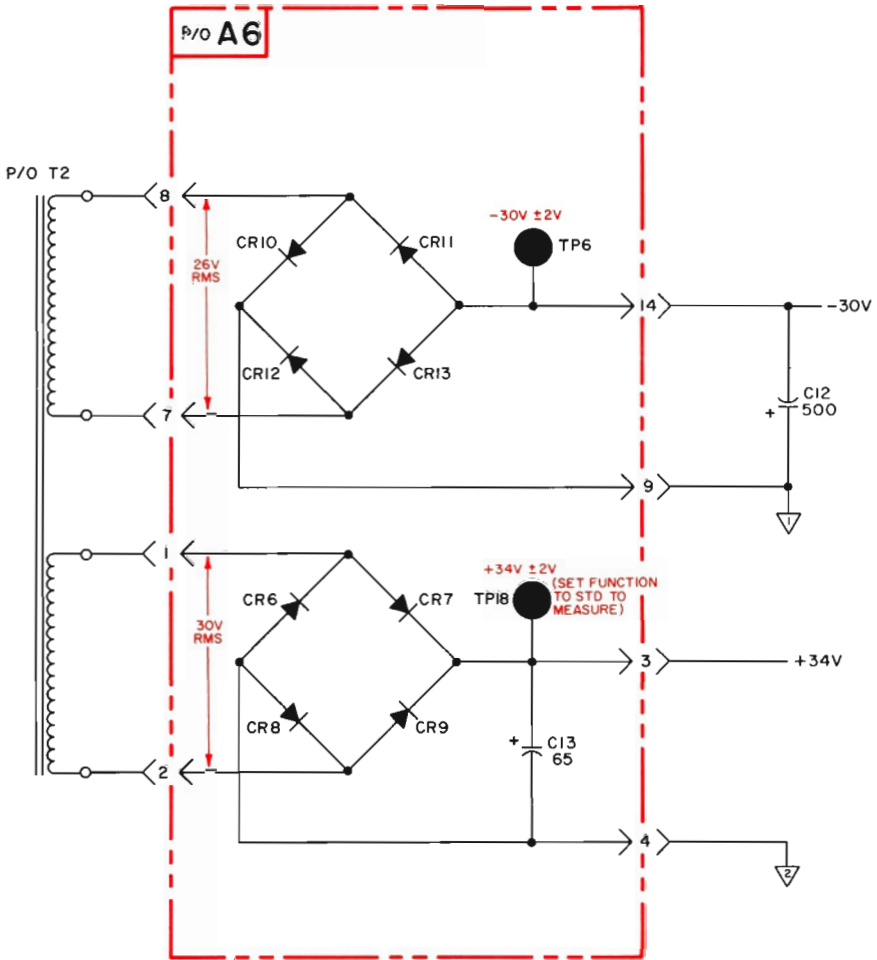 P/O A6
P/O T2
8
-30V ±2V
TP6
CR10
CR11
26V
RMS
14
-30V
CR12
CR13
C12
+ 500
7
9
1
1
+34V ±2V
(SET FUNCTION
TO STD TO
MEASURE)
TP18
CR6
CR7
30V
RMS
3
+34V
CR8
CR9
+ C13
65
2
4
2